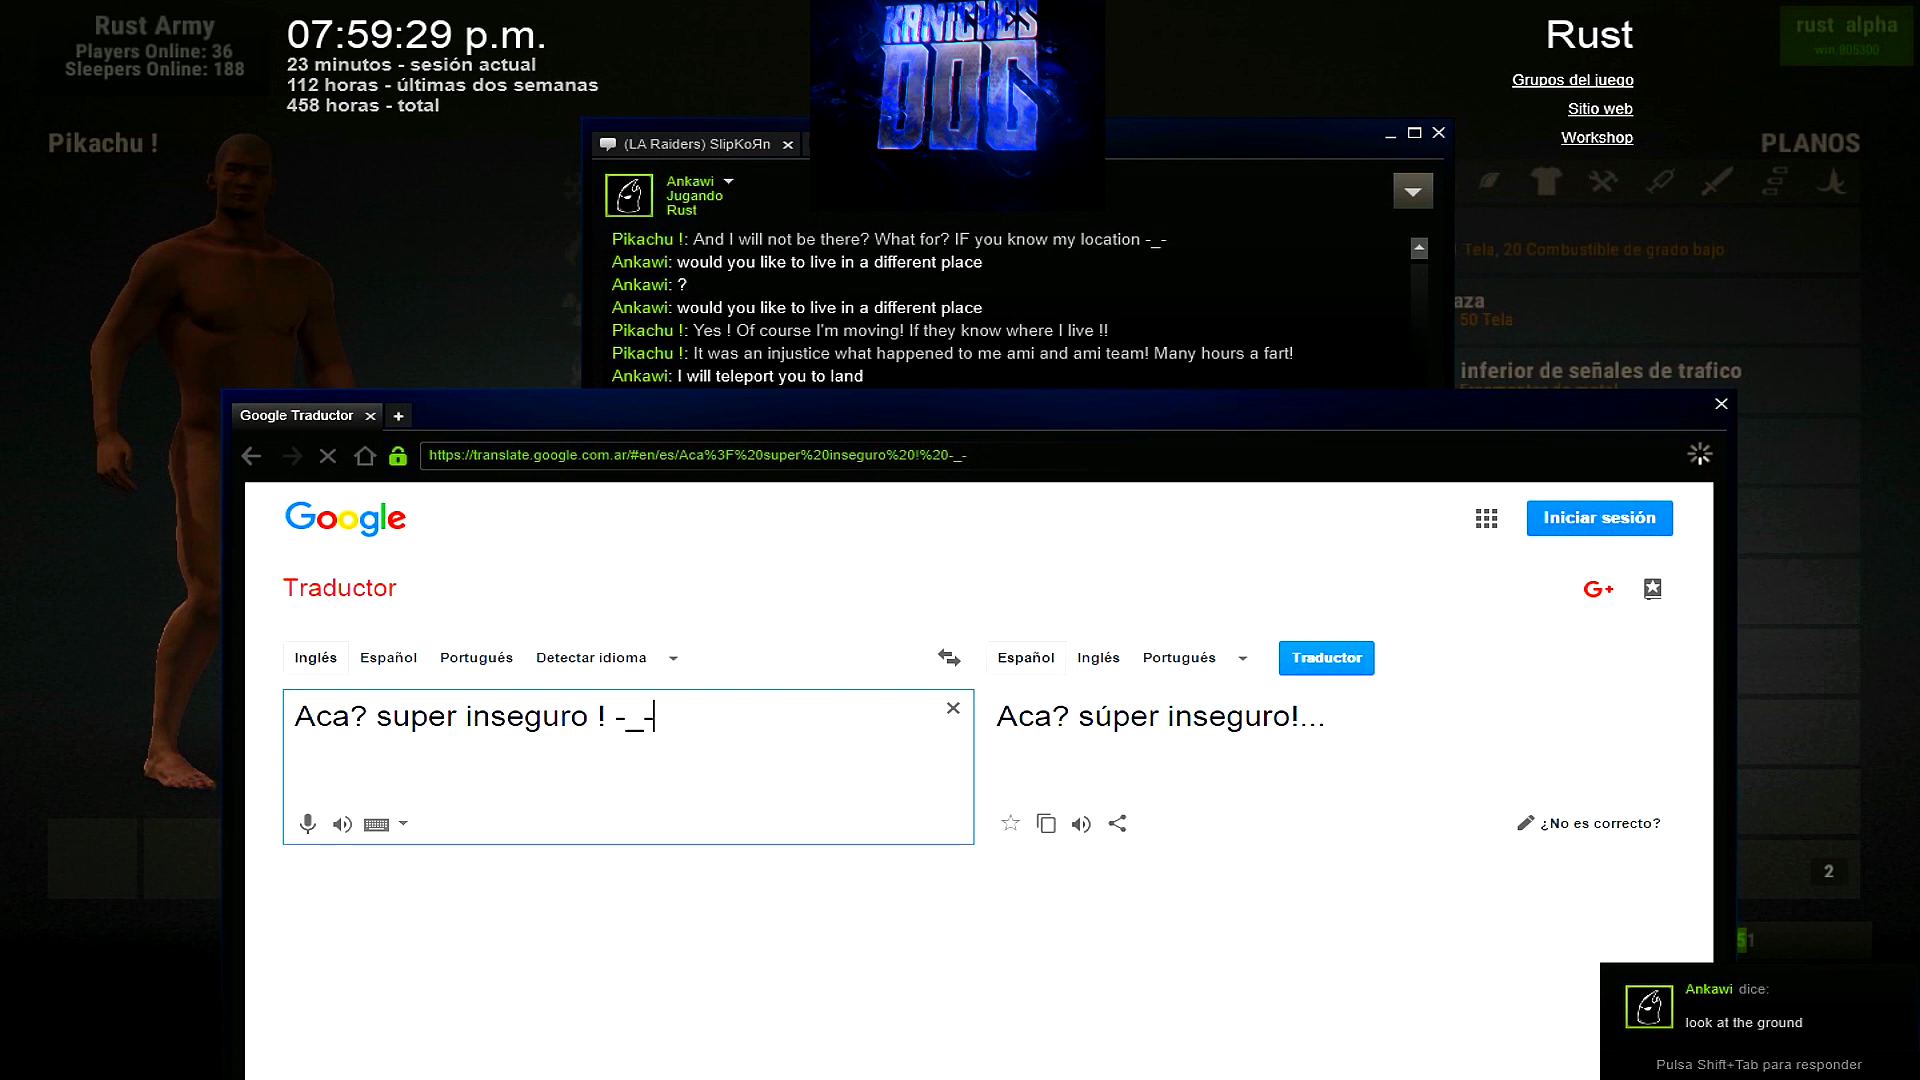 Rust Army
Players Online: 36
Sleepers Online: 188
07:59:29 p.m.
23 minutos - sesión actual
112 horas - últimas dos semanas
458 horas - total
KANICHES
DOG
Rust
Grupos del juego
Sitio web
Workshop
rust alpha
win 905300
Pikachu !
PLANOS
(LA Raiders) SlipKoЯn
Ankawi
Jugando
Rust
Pikachu !: And I will not be there? What for? IF you know my location -_-
Ankawi: would you like to live in a different place
Ankawi: ?
Ankawi: would you like to live in a different place
Pikachu !: Yes ! Of course I'm moving! If they know where I live !!
Pikachu !: It was an injustice what happened to me ami and ami team! Many hours a fart!
Ankawi: I will teleport you to land
Tela, 20 Combustible de grado bajo
aza
50 Tela
inferior de señales de trafico
Google Traductor
https://translate.google.com.ar/#en/es/Aca%3F%20super%20inseguro%20!%20-_-
Google
Iniciar sesión
Traductor
G+
Inglés Español Portugués Detectar idioma
Español Inglés Portugués Traductor
Aca? super inseguro ! -_-
Aca? súper inseguro!...
¿No es correcto?
2
51
Ankawi dice:
look at the ground
Pulsa Shift+Tab para responder